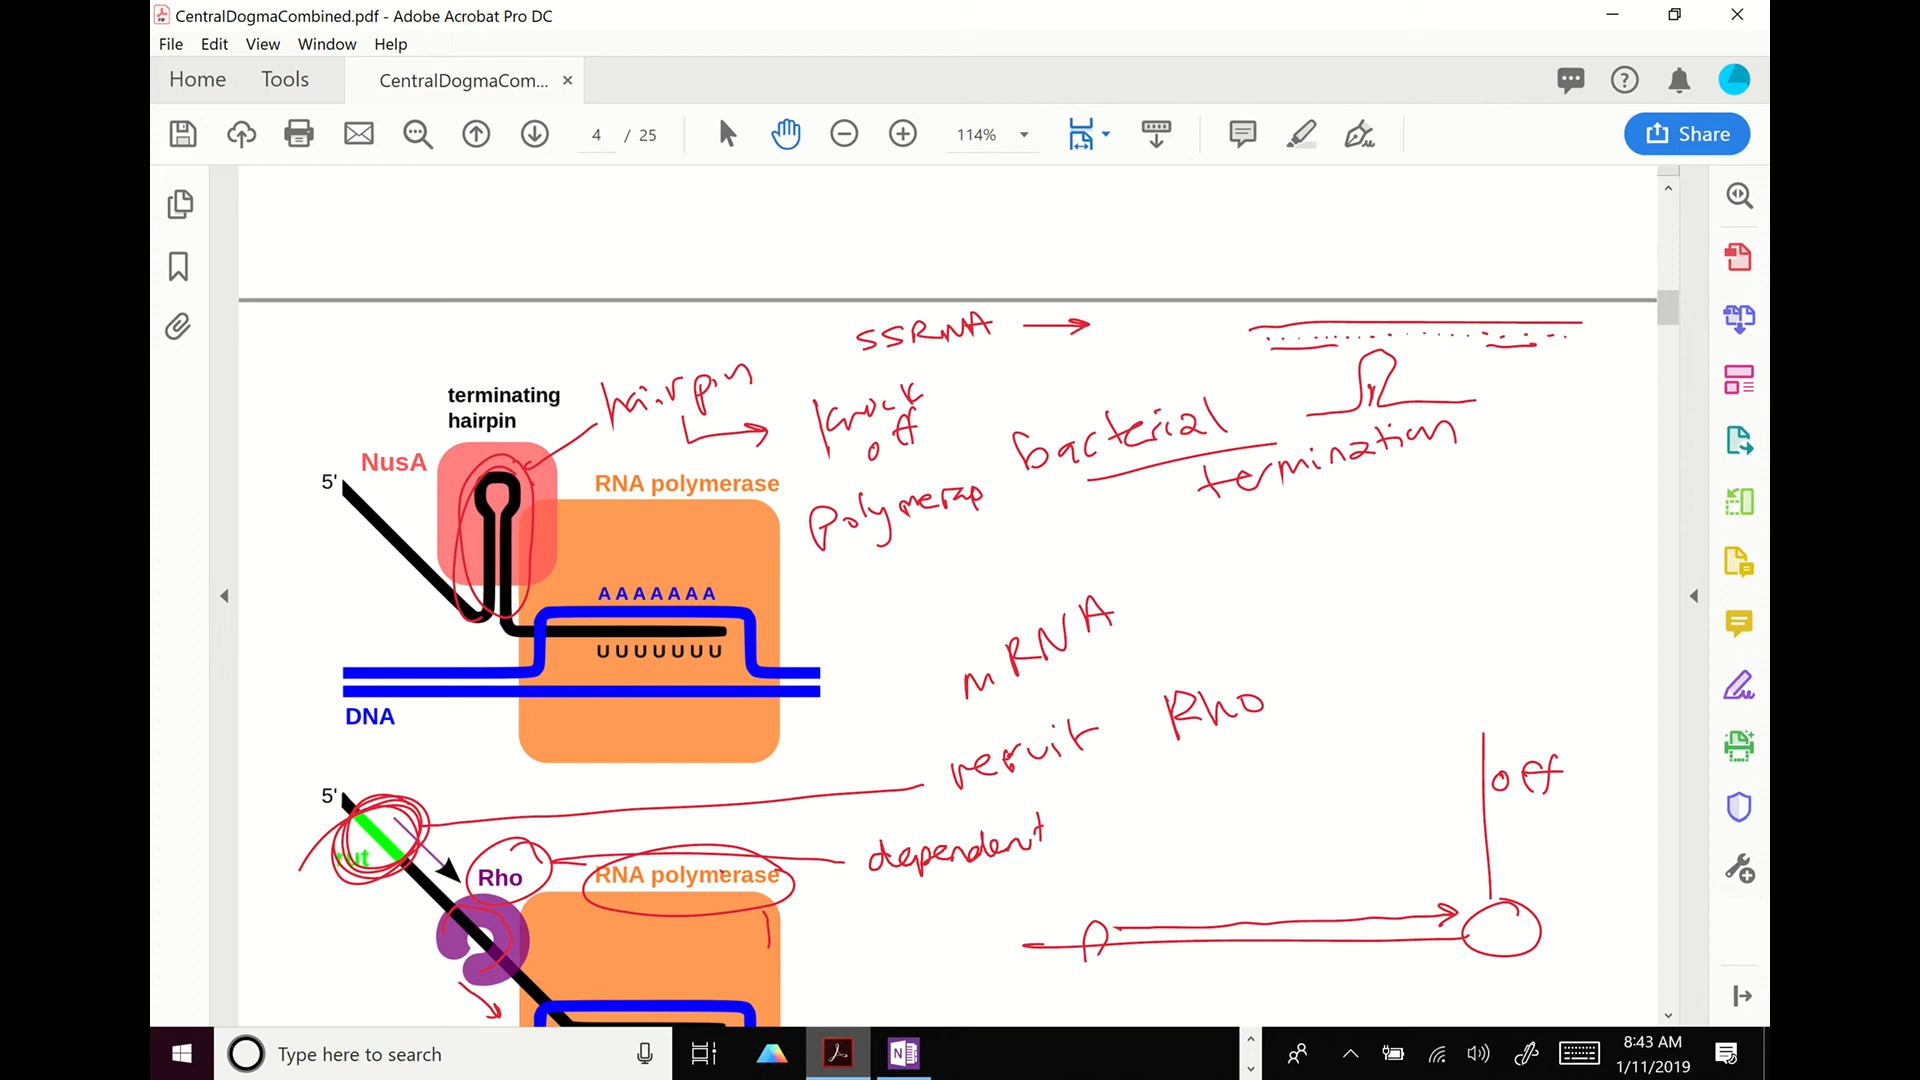 CentralDogmaCombined.pdf - Adobe Acrobat Pro DC
File Edit View Window Help
Home Tools CentralDogmaCom... ×
4 / 25 114% Share
SSRNA
terminating
hairpin
hairpin
knock
off
bacterial
termination
NusA
5'
RNA polymerase
AAAAAAA
UUUUUUU
DNA
mRNA
recruit Rho
off
5'
rut
Rho
RNA polymerase
dependent
Type here to search
8:43 AM
1/11/2019